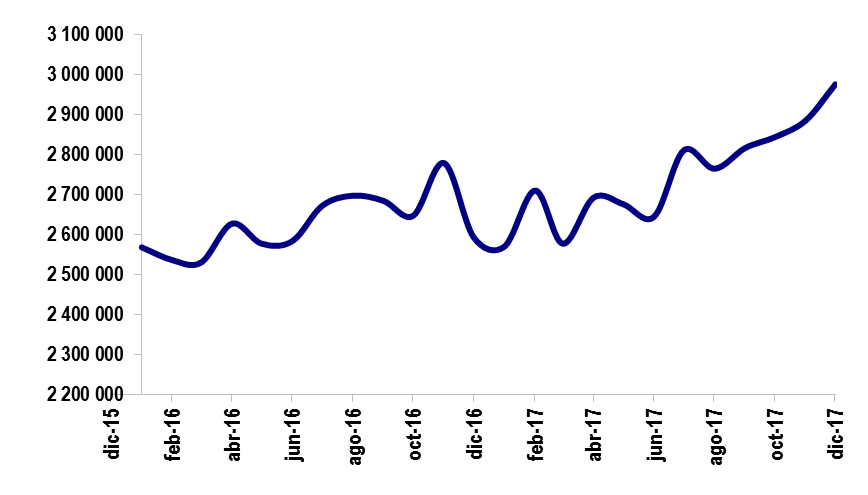 3 100 000
3 000 000
2 900 000
2 800 000
2 700 000
2 600 000
2 500 000
2 400 000
2 300 000
2 200 000
dic-15
feb-16
abr-16
jun-16
ago-16
oct-16
dic-16
feb-17
abr-17
jun-17
ago-17
oct-17
dic-17